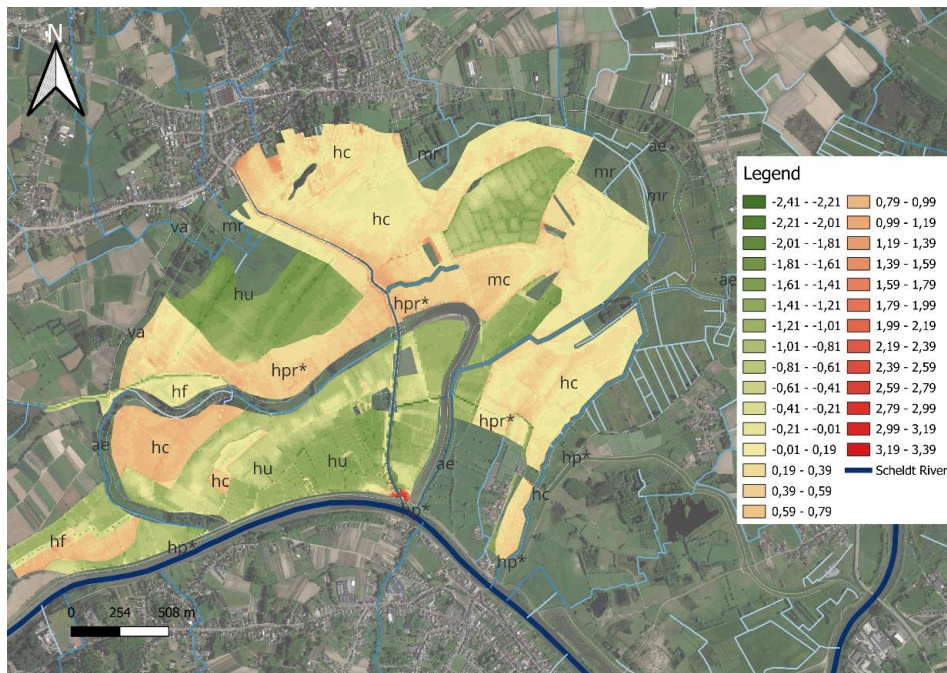 N
hc
mr
ae
mr
mr
hc
va
mr
ae
hu
mc
hpr*
va
hpr*
hc
hf
hpr*
hc
ae
hc
hu
hu
ae
hp*
hc
hp*
hf
hp*
hp*
0 254 508 m
Legend
-2,41 - -2,21
-2,21 - -2,01
-2,01 - -1,81
-1,81 - -1,61
-1,61 - -1,41
-1,41 - -1,21
-1,21 - -1,01
-1,01 - -0,81
-0,81 - -0,61
-0,61 - -0,41
-0,41 - -0,21
-0,21 - -0,01
-0,01 - 0,19
0,19 - 0,39
0,39 - 0,59
0,59 - 0,79
0,79 - 0,99
0,99 - 1,19
1,19 - 1,39
1,39 - 1,59
1,59 - 1,79
1,79 - 1,99
1,99 - 2,19
2,19 - 2,39
2,39 - 2,59
2,59 - 2,79
2,79 - 2,99
2,99 - 3,19
3,19 - 3,39
Scheldt River